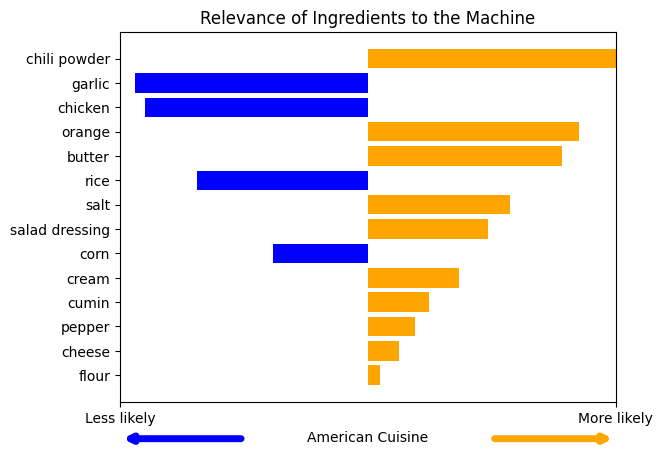 Relevance of Ingredients to the Machine
chili powder
garlic
chicken
orange
butter
rice
salt
salad dressing
corn
cream
cumin
pepper
cheese
flour
Less likely
More likely
American Cuisine